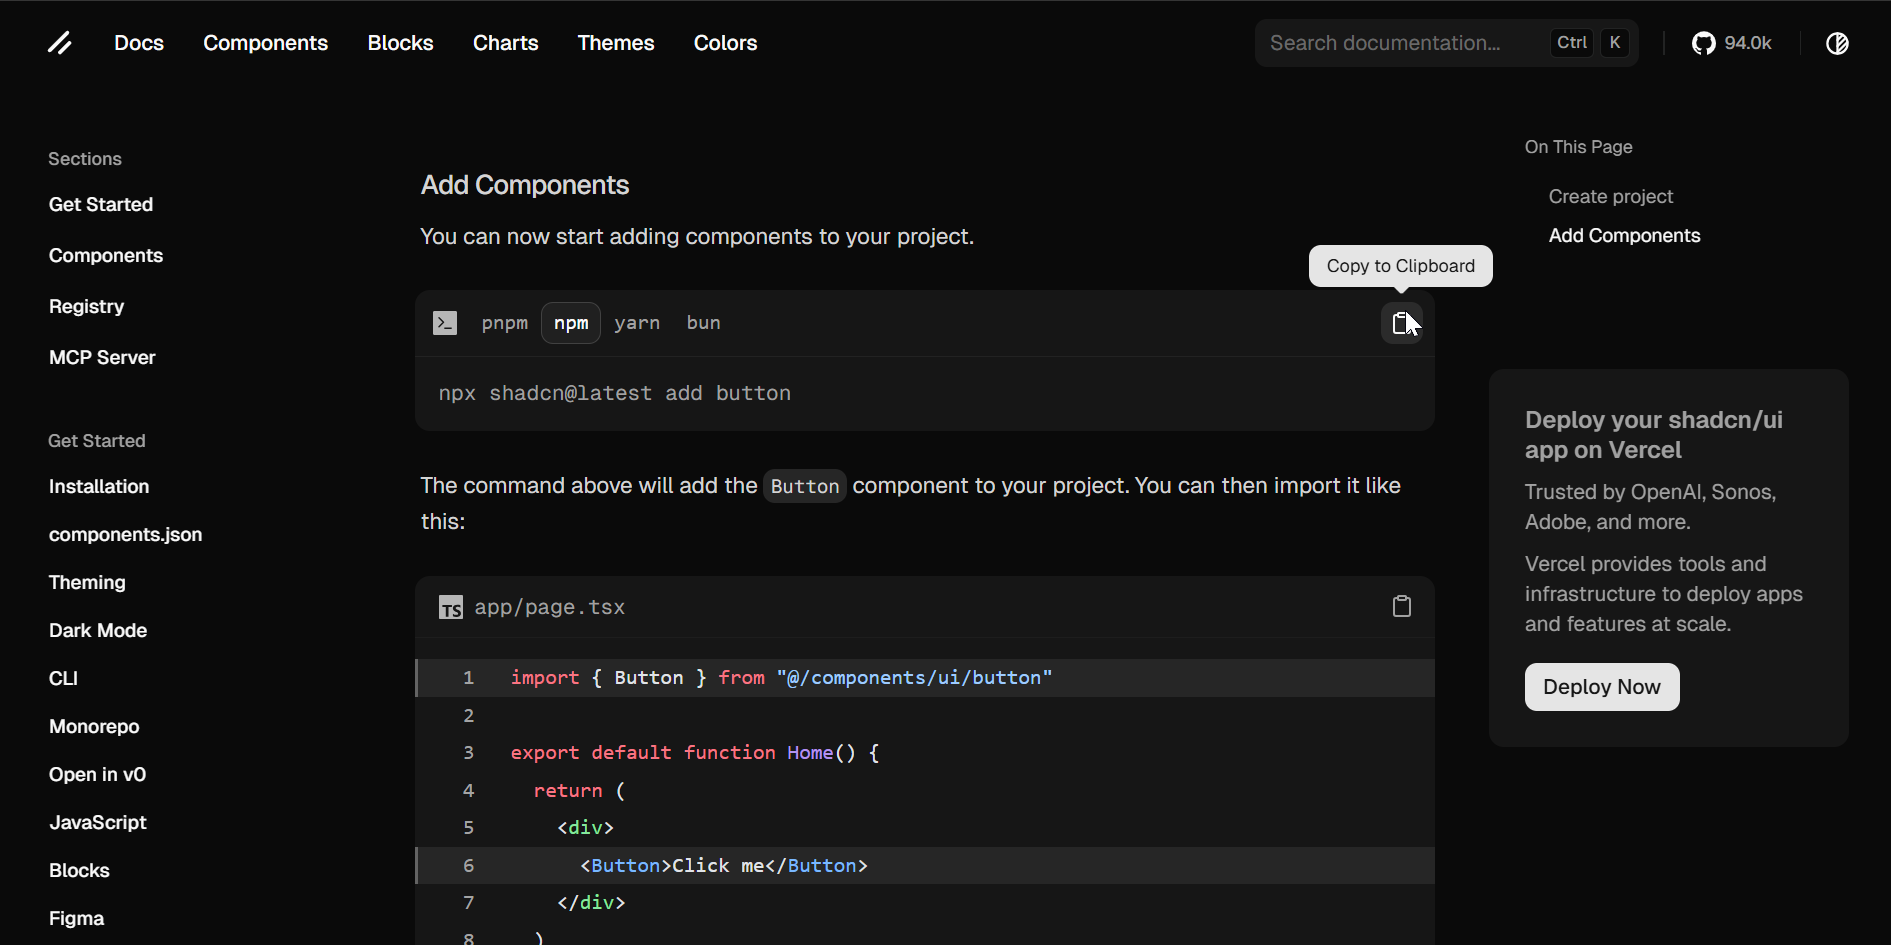 Docs Components Blocks Charts Themes Colors Search documentation... Ctrl K 94.0k
Sections
Get Started
Components
Registry
MCP Server
Get Started
Installation
components.json
Theming
Dark Mode
CLI
Monorepo
Open in v0
JavaScript
Blocks
Figma
Add Components
You can now start adding components to your project.
Copy to Clipboard
pnpm npm yarn bun
npx shadcn@latest add button
The command above will add the Button component to your project. You can then import it like
this:
TS app/page.tsx
1 import { Button } from "@/components/ui/button"
2
3 export default function Home() {
4 return (
5 <div>
6 <Button>Click me</Button>
7 </div>
8 )
On This Page
Create project
Add Components
Deploy your shadcn/ui
app on Vercel
Trusted by OpenAI, Sonos,
Adobe, and more.
Vercel provides tools and
infrastructure to deploy apps
and features at scale.
Deploy Now